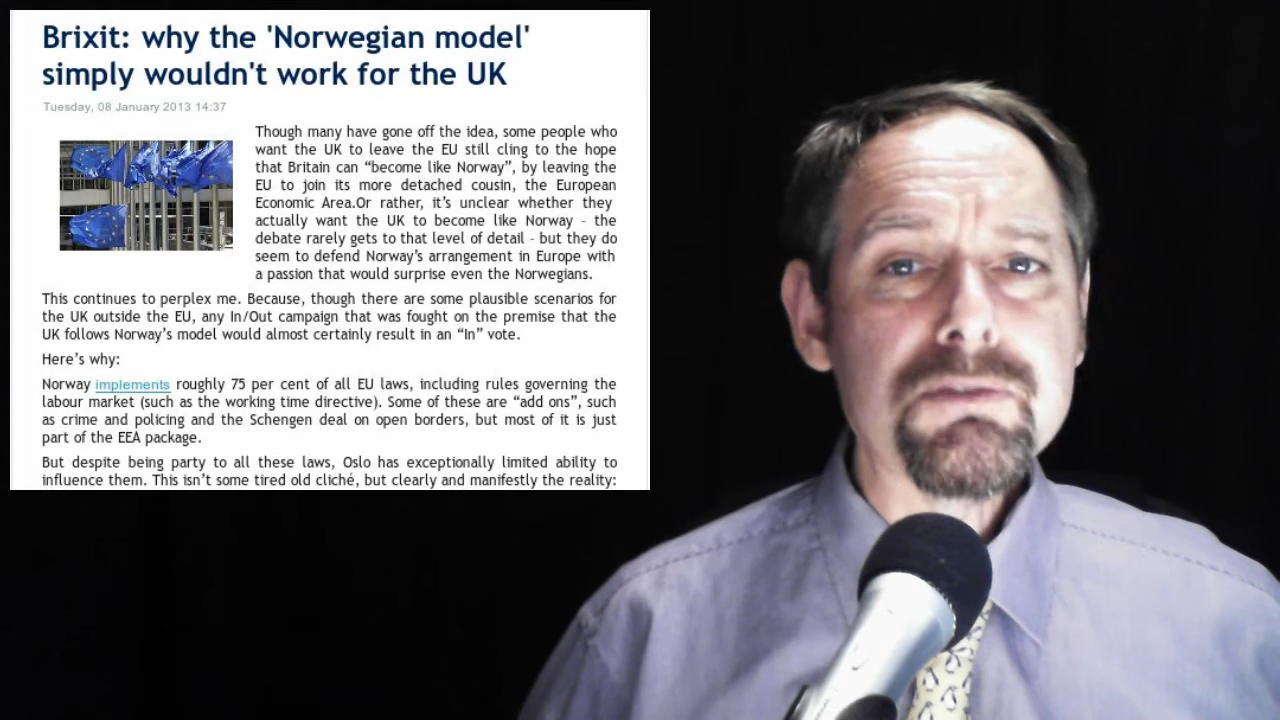 Brixit: why the 'Norwegian model'
simply wouldn't work for the UK
Tuesday, 08 January 2013 14:37
Though many have gone off the idea, some people who
want the UK to leave the EU still cling to the hope
that Britain can “become like Norway”, by leaving the
EU to join its more detached cousin, the European
Economic Area.Or rather, it’s unclear whether they
actually want the UK to become like Norway – the
debate rarely gets to that level of detail – but they do
seem to defend Norway’s arrangement in Europe with
a passion that would surprise even the Norwegians.
This continues to perplex me. Because, though there are some plausible scenarios for
the UK outside the EU, any In/Out campaign that was fought on the premise that the
UK follows Norway’s model would almost certainly result in an “In” vote.
Here’s why:
Norway implements roughly 75 per cent of all EU laws, including rules governing the
labour market (such as the working time directive). Some of these are “add ons”, such
as crime and policing and the Schengen deal on open borders, but most of it is just
part of the EEA package.
But despite being party to all these laws, Oslo has exceptionally limited ability to
influence them. This isn’t some tired old cliché, but clearly and manifestly the reality: